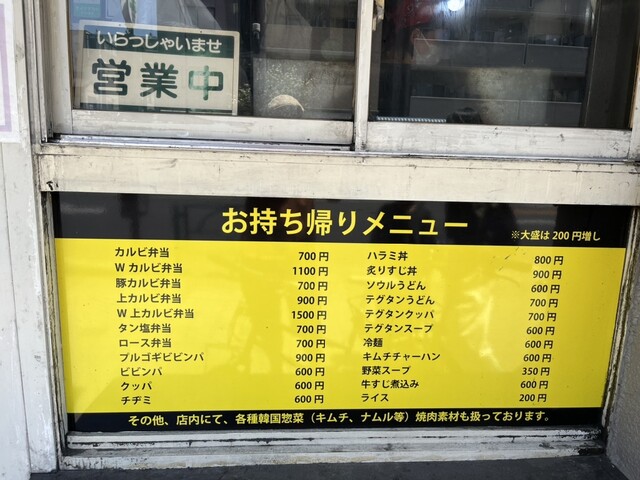 いらっしゃいませ
営業中
お持ち帰りメニュー
※大盛は200円増し
カルビ弁当 700円
W カルビ弁当 1100円
豚カルビ弁当 700円
上カルビ弁当 900円
W 上カルビ弁当 1500円
タン塩弁当 700円
ロース弁当 700円
プルゴギビビンパ 900円
ビビンパ 600円
クッパ 600円
チヂミ 600円
ハラミ丼 800円
炙りすじ丼 900円
ソウルうどん 600円
テグタンうどん 700円
テグタンクッパ 700円
テグタンスープ 600円
冷麺 600円
キムチチャーハン 600円
野菜スープ 350円
牛すじ煮込み 600円
ライス 200円
その他、店内にて、各種韓国惣菜（キムチ、ナムル等）焼肉素材も扱っております。